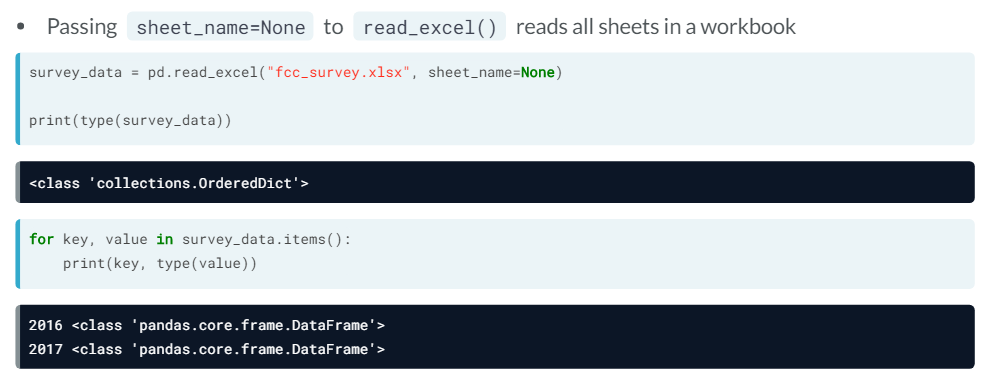 • Passing sheet_name=None to read_excel() reads all sheets in a workbook
survey_data = pd.read_excel("fcc_survey.xlsx", sheet_name=None)
print(type(survey_data))
<class 'collections.OrderedDict'>
for key, value in survey_data.items():
    print(key, type(value))
2016 <class 'pandas.core.frame.DataFrame'>
2017 <class 'pandas.core.frame.DataFrame'>